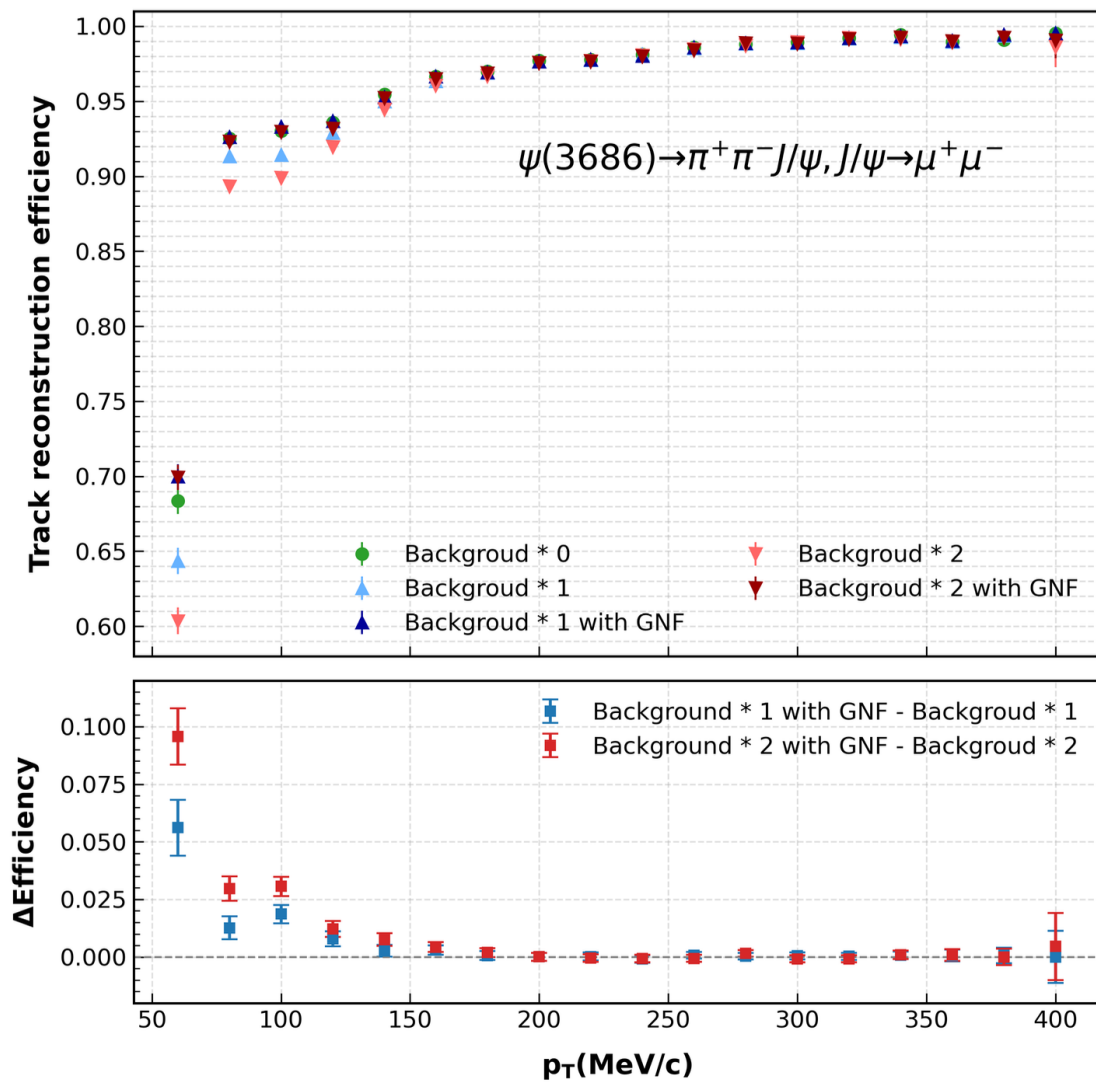 1.00
0.95
0.90
0.85
0.80
0.75
0.70
0.65
0.60
Track reconstruction efficiency
ψ(3686)→π⁺π⁻J/ψ, J/ψ→μ⁺μ⁻
Backgroud * 0
Backgroud * 1
Backgroud * 1 with GNF
Backgroud * 2
Backgroud * 2 with GNF
0.100
0.075
0.050
0.025
0.000
ΔEfficiency
Background * 1 with GNF - Backgroud * 1
Background * 2 with GNF - Backgroud * 2
50 100 150 200 250 300 350 400
p_T(MeV/c)